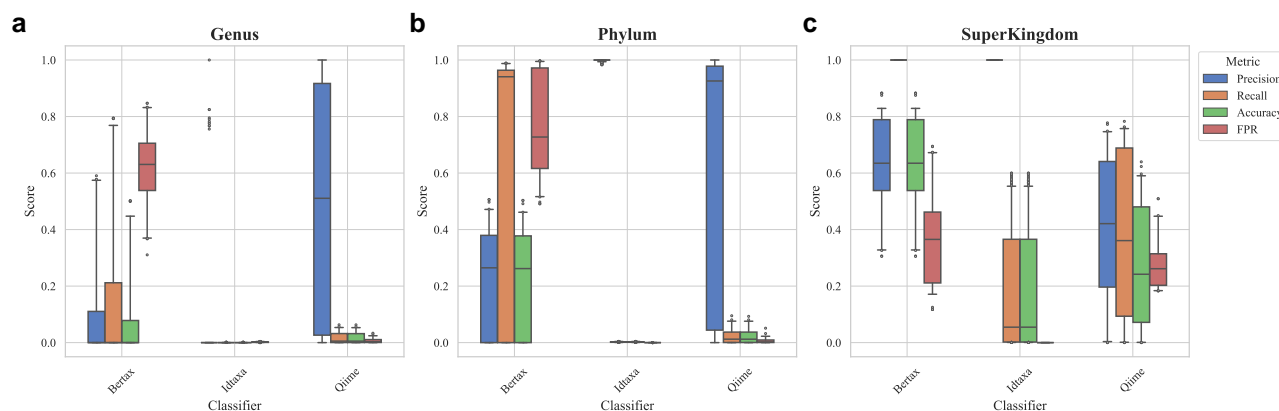 a
Genus
Score
1.0
0.8
0.6
0.4
0.2
0.0
Bertax
Idtaxa
Qiime
Classifier
b
Phylum
Score
1.0
0.8
0.6
0.4
0.2
0.0
Bertax
Idtaxa
Qiime
Classifier
c
SuperKingdom
Score
1.0
0.8
0.6
0.4
0.2
0.0
Bertax
Idtaxa
Qiime
Classifier
Metric
Precision
Recall
Accuracy
FPR